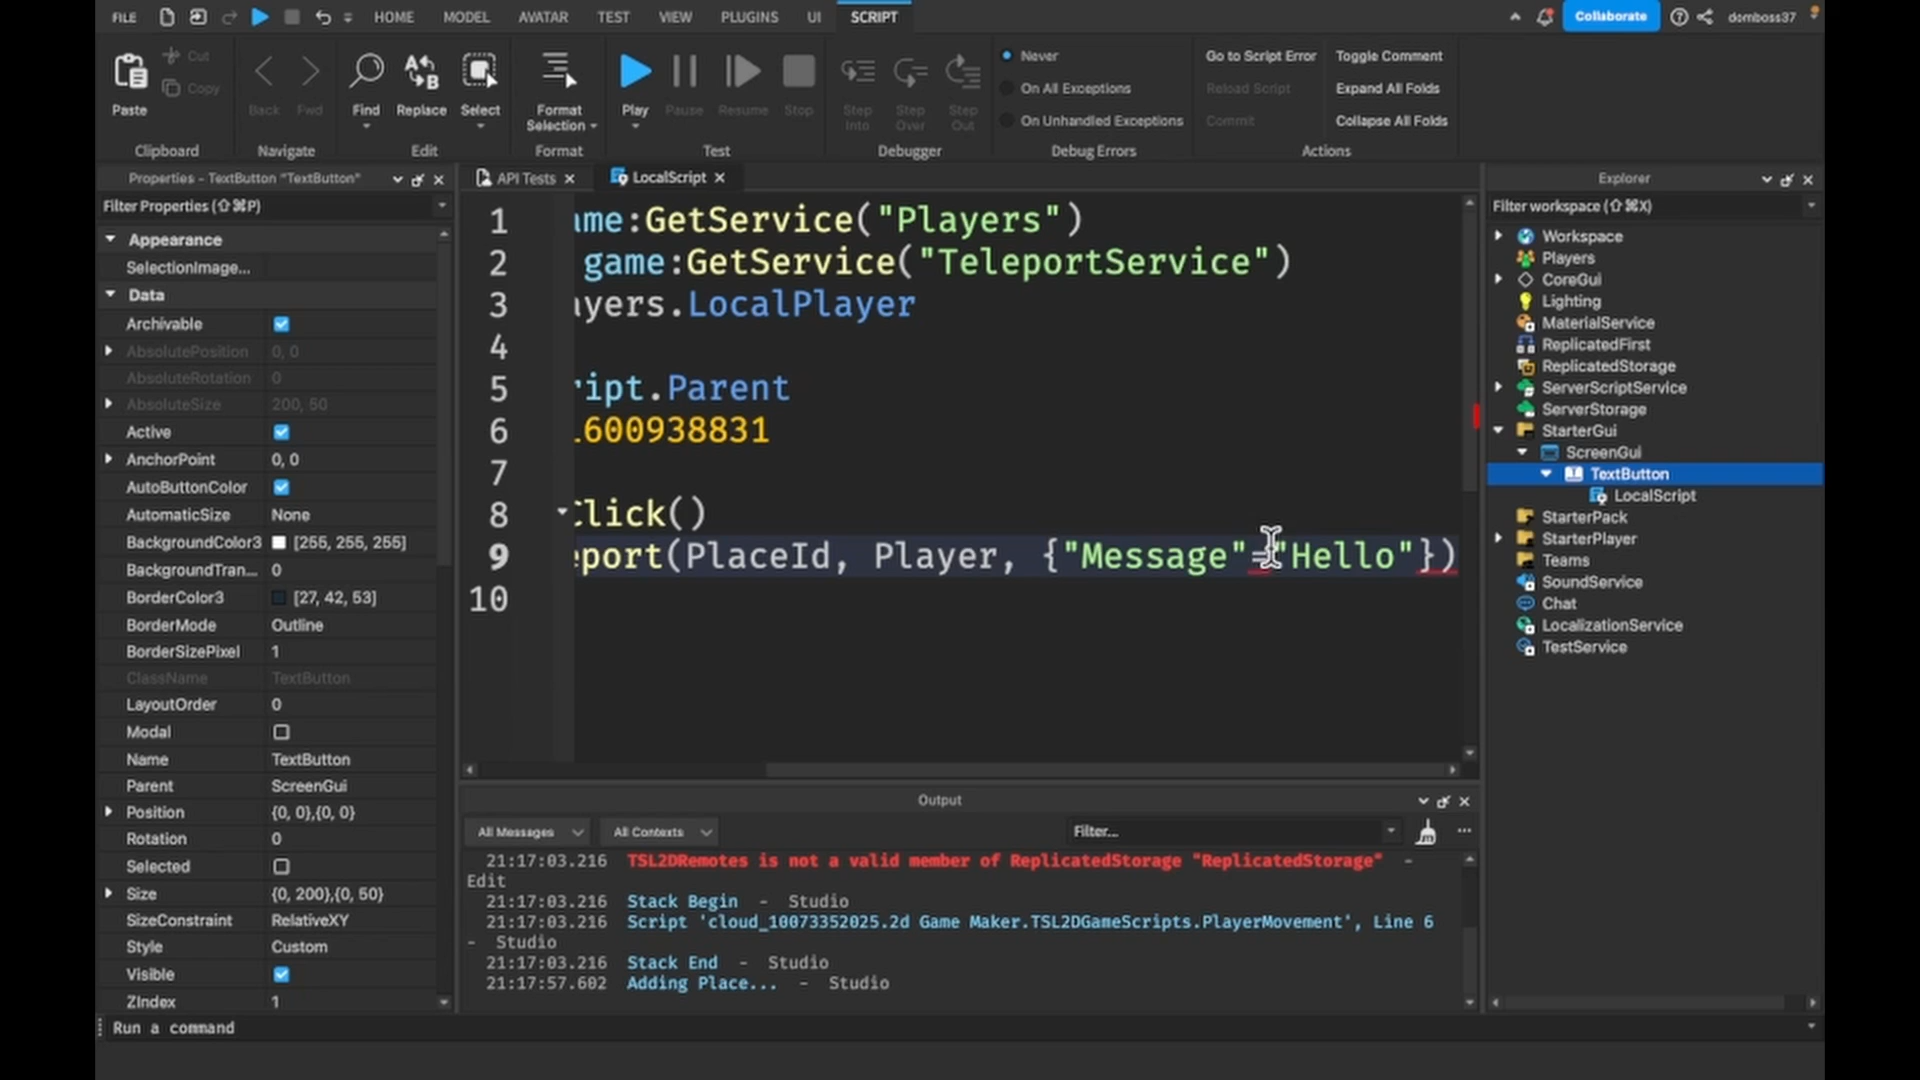 FILE HOME MODEL AVATAR TEST VIEW PLUGINS UI SCRIPT Collaborate domboss37
Paste Cut Copy Back Fwd Find Replace Select Format Selection Play Pause Resume Stop Step Into Step Over Step Out
Never
On All Exceptions
On Unhandled Exceptions
Go to Script Error
Reload Script
Commit
Toggle Comment
Expand All Folds
Collapse All Folds
Clipboard Navigate Edit Format Test Debugger Debug Errors Actions
Properties - TextButton "TextButton"
Filter Properties (⇧⌘P)
Appearance
SelectionImage...
Data
Archivable
AbsolutePosition 0, 0
AbsoluteRotation 0
AbsoluteSize 200, 50
Active
AnchorPoint 0, 0
AutoButtonColor
AutomaticSize None
BackgroundColor3 [255, 255, 255]
BackgroundTran... 0
BorderColor3 [27, 42, 53]
BorderMode Outline
BorderSizePixel 1
ClassName TextButton
LayoutOrder 0
Modal
Name TextButton
Parent ScreenGui
Position {0, 0},{0, 0}
Rotation 0
Selected
Size {0, 200},{0, 50}
SizeConstraint RelativeXY
Style Custom
Visible
ZIndex 1
API Tests LocalScript
1 ame:GetService("Players")
2 game:GetService("TeleportService")
3 ayers.LocalPlayer
4
5 ript.Parent
6 1600938831
7
8 Click()
9 eport(PlaceId, Player, {"Message"="Hello"})
10
Output
All Messages All Contexts Filter...
21:17:03.216 TSL2DRemotes is not a valid member of ReplicatedStorage "ReplicatedStorage" -
Edit
21:17:03.216 Stack Begin - Studio
21:17:03.216 Script 'cloud_10073352025.2d Game Maker.TSL2DGameScripts.PlayerMovement', Line 6
- Studio
21:17:03.216 Stack End - Studio
21:17:57.602 Adding Place... - Studio
Explorer
Filter workspace (⇧⌘X)
Workspace
Players
CoreGui
Lighting
MaterialService
ReplicatedFirst
ReplicatedStorage
ServerScriptService
ServerStorage
StarterGui
ScreenGui
TextButton
LocalScript
StarterPack
StarterPlayer
Teams
SoundService
Chat
LocalizationService
TestService
Run a command